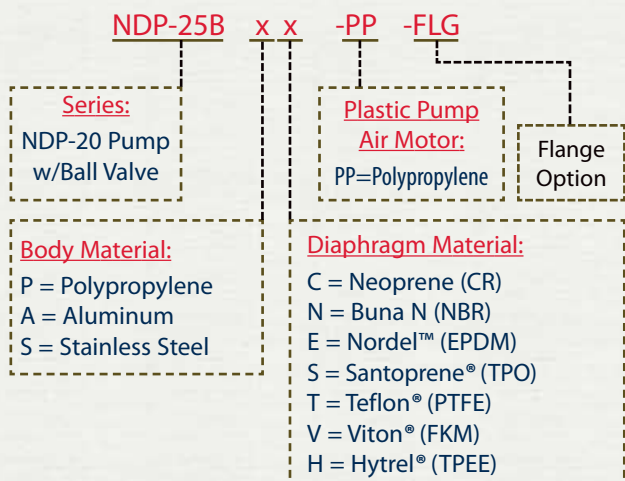 NDP-25B x x -PP -FLG
Series:
NDP-20 Pump
w/Ball Valve
Plastic Pump
Air Motor:
PP=Polypropylene
Flange
Option
Body Material:
P = Polypropylene
A = Aluminum
S = Stainless Steel
Diaphragm Material:
C = Neoprene (CR)
N = Buna N (NBR)
E = Nordel™ (EPDM)
S = Santoprene® (TPO)
T = Teflon® (PTFE)
V = Viton® (FKM)
H = Hytrel® (TPEE)